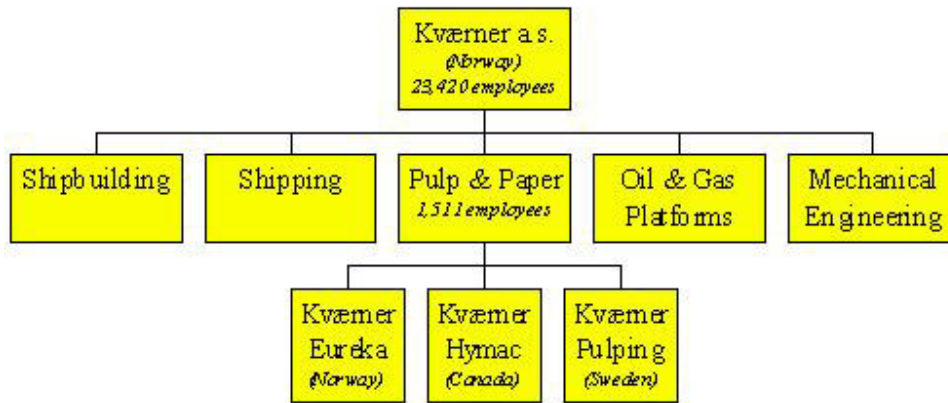 Kværner a.s.
(Norway)
23,420 employees
Shipbuilding
Shipping
Pulp & Paper
1,511 employees
Oil & Gas
Platforms
Mechanical
Engineering
Kværner
Eureka
(Norway)
Kværner
Hymac
(Canada)
Kværner
Pulping
(Sweden)